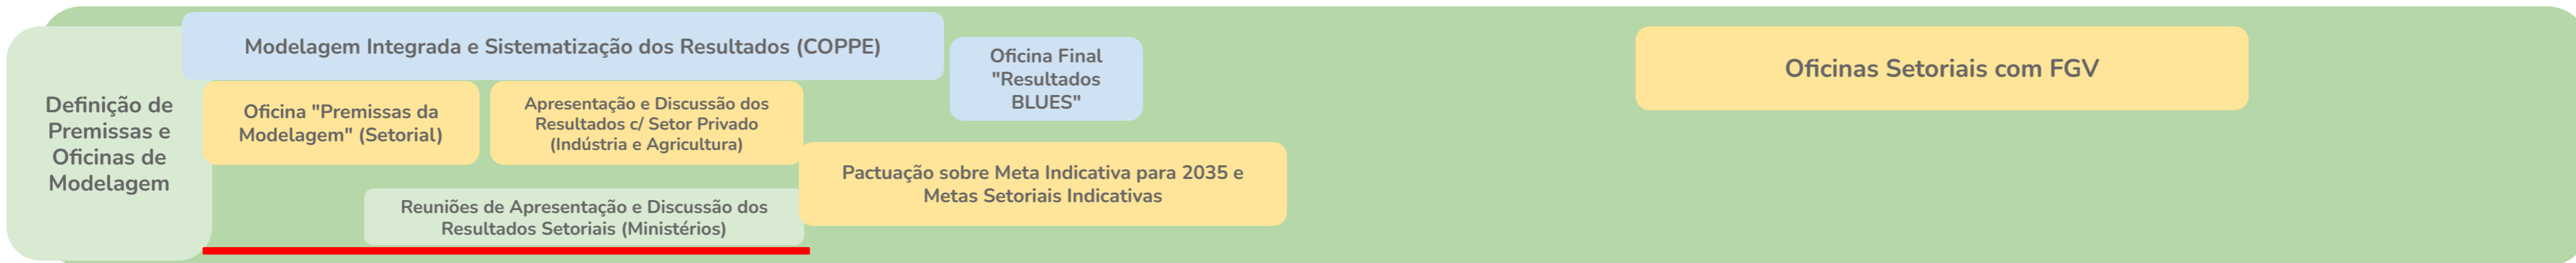 Definição de
Premissas e
Oficinas de
Modelagem
Modelagem Integrada e Sistematização dos Resultados (COPPE)
Oficina "Premissas da
Modelagem" (Setorial)
Apresentação e Discussão dos
Resultados c/ Setor Privado
(Indústria e Agricultura)
Reuniões de Apresentação e Discussão dos
Resultados Setoriais (Ministérios)
Oficina Final
"Resultados
BLUES"
Pactuação sobre Meta Indicativa para 2035 e
Metas Setoriais Indicativas
Oficinas Setoriais com FGV